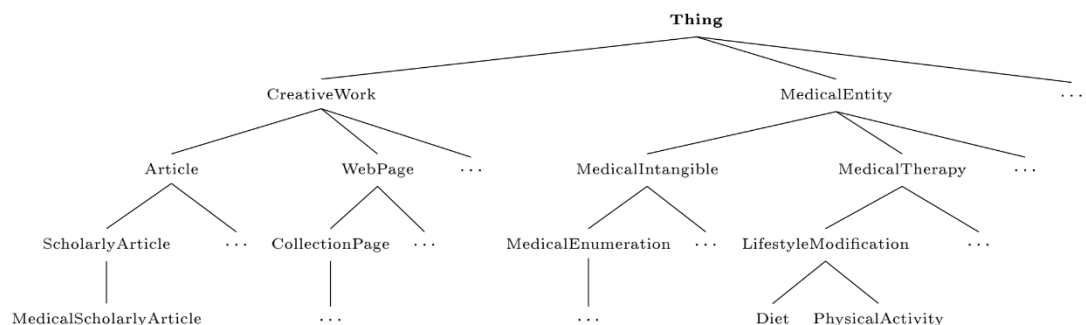 Thing
CreativeWork MedicalEntity ...
Article WebPage ... MedicalIntangible MedicalTherapy ...
ScholarlyArticle ... CollectionPage ... MedicalEnumeration ... LifestyleModification ...
MedicalScholarlyArticle ... ... Diet PhysicalActivity